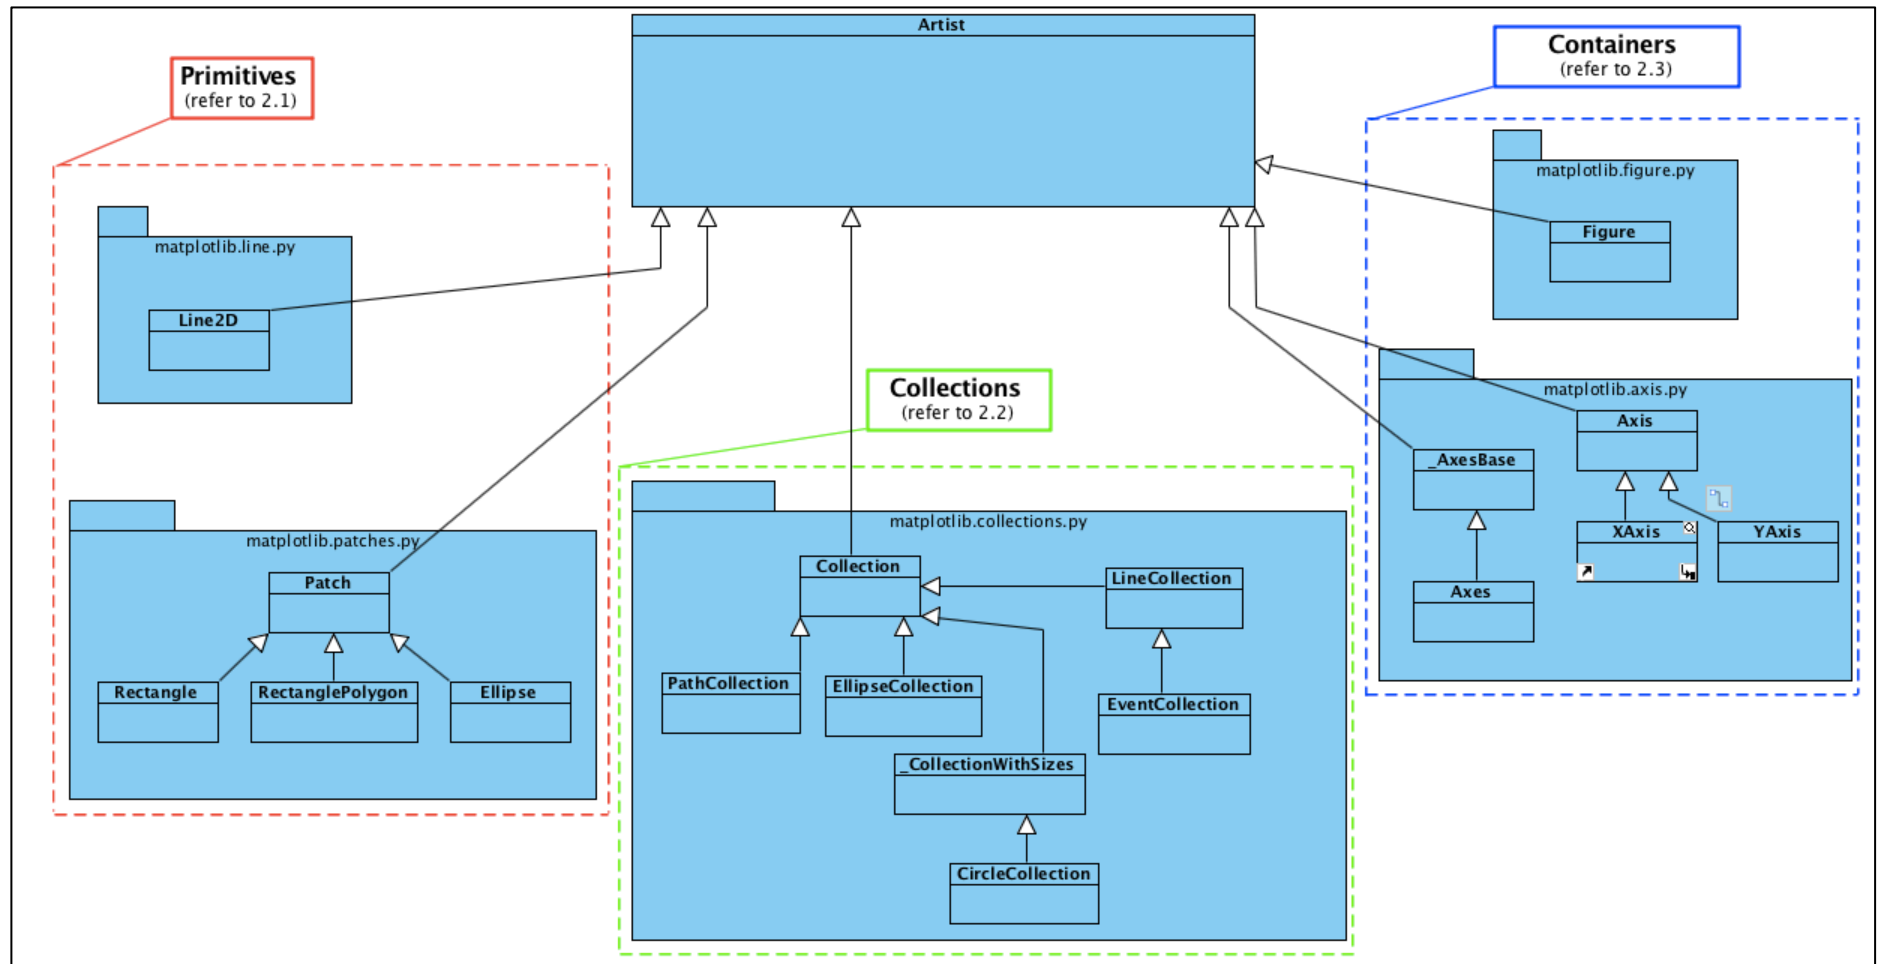 Artist
Primitives
(refer to 2.1)
Containers
(refer to 2.3)
matplotlib.line.py
Line2D
matplotlib.patches.py
Patch
Rectangle
RectanglePolygon
Ellipse
Collections
(refer to 2.2)
matplotlib.collections.py
Collection
LineCollection
PathCollection
EllipseCollection
EventCollection
_CollectionWithSizes
CircleCollection
matplotlib.figure.py
Figure
matplotlib.axis.py
Axis
_AxesBase
XAxis
YAxis
Axes